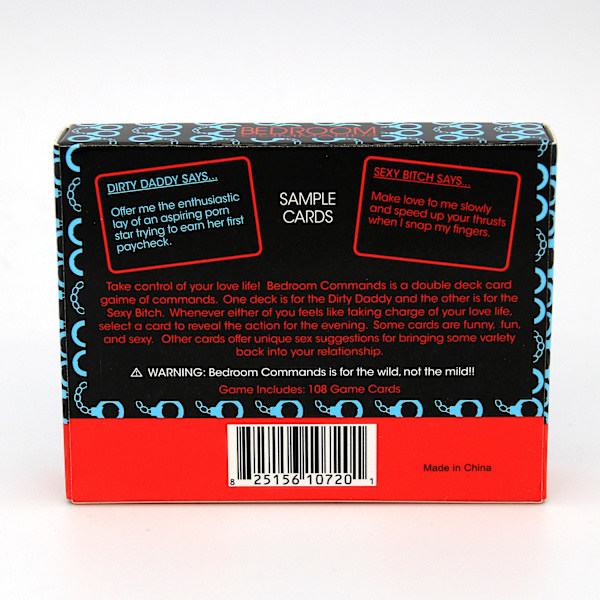 BEDROOM
DIRTY DADDY SAYS...
Offer me the enthusiastic
lay of an aspiring porn
star trying to earn her first
paycheck.
SAMPLE
CARDS
SEXY BITCH SAYS...
Make love to me slowly
and speed up your thrusts
when I snap my fingers.
Take control of your love life! Bedroom Commands is a double deck card
gaime of commands. One deck is for the Dirty Daddy and the other is for the
Sexy Bitch. Whenever either of you feels like taking charge of your love life,
select a card to reveal the action for the evening. Some cards are funny, fun,
and sexy. Other cards offer unique sex suggestions for bringing some variety
back into your relationship.
⚠ WARNING: Bedroom Commands is for the wild, not the mild!!
Game Includes: 108 Game Cards
8 25156 10720 1
Made in China